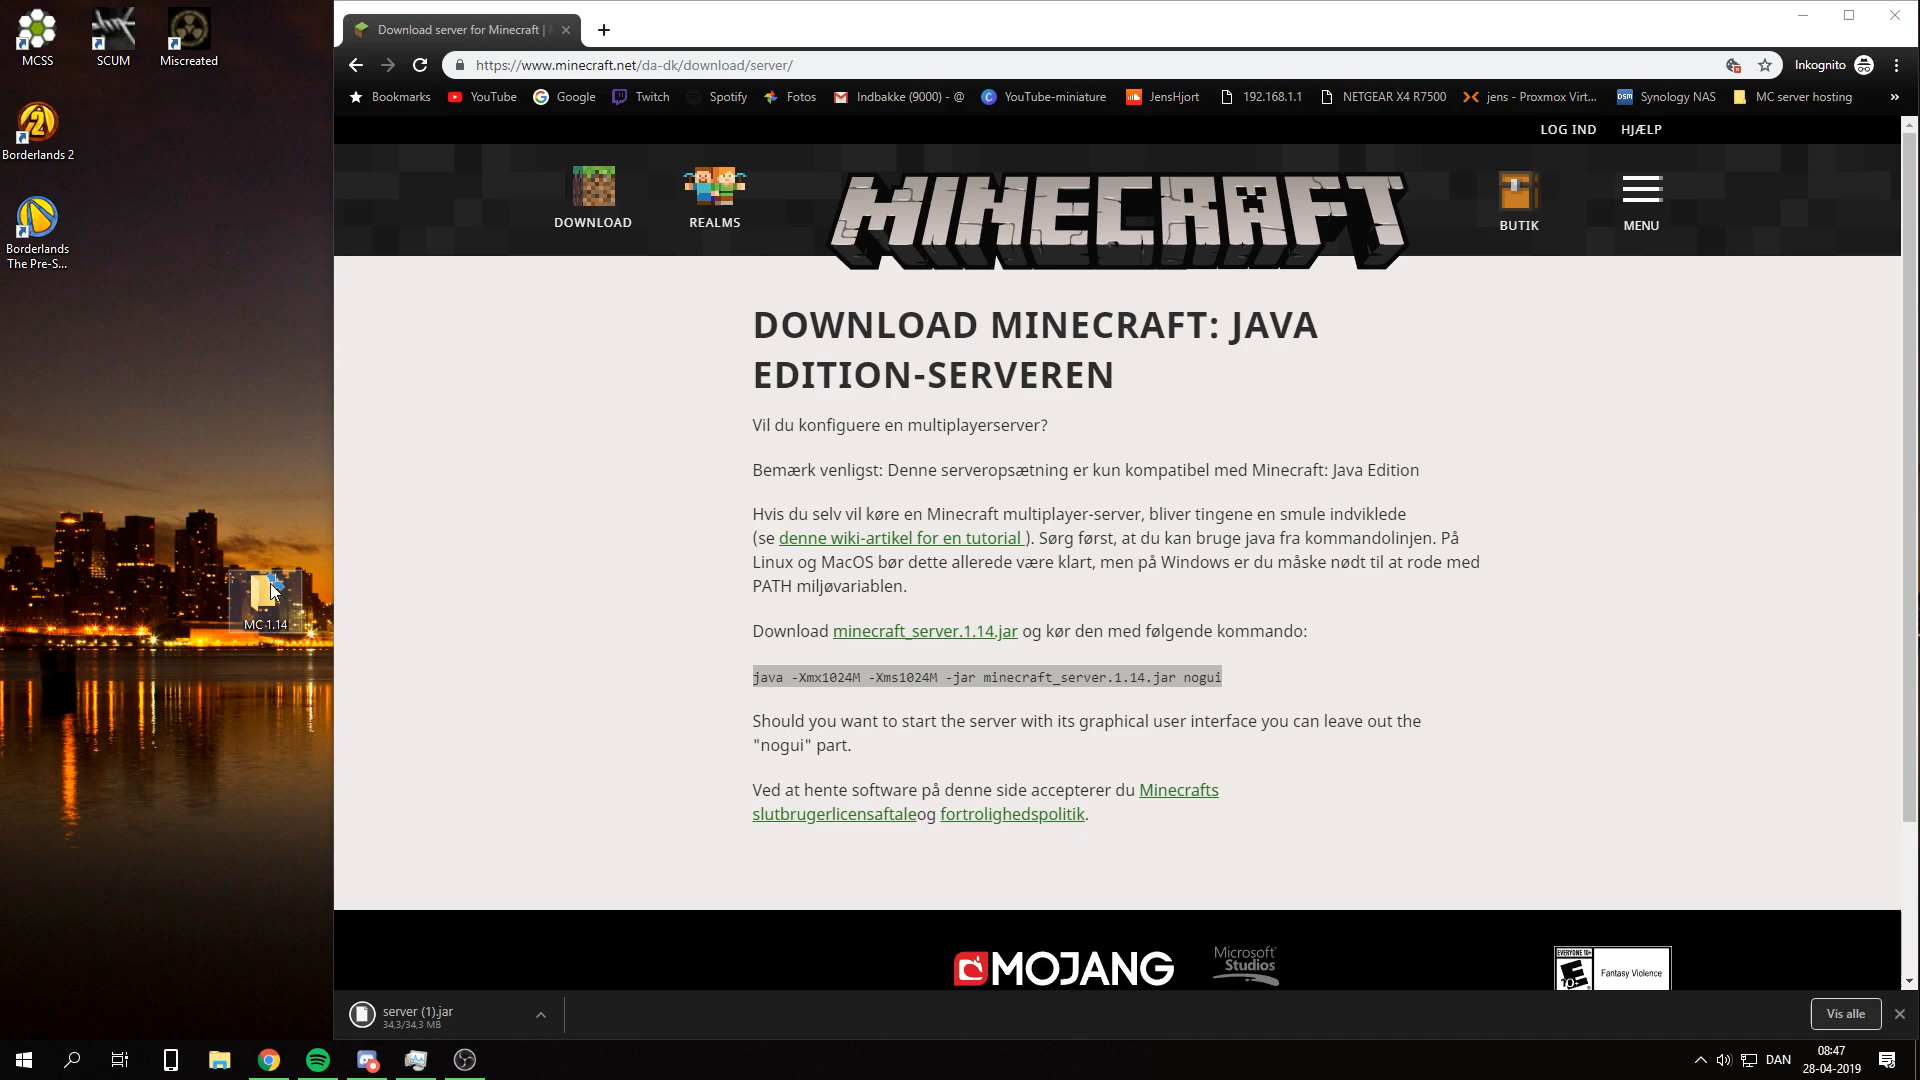 MCSS
SCUM
Miscreated
Borderlands 2
Borderlands
The Pre-S...
MC 1.14
Download server for Minecraft |
https://www.minecraft.net/da-dk/download/server/
Inkognito
Bookmarks
YouTube
Google
Twitch
Spotify
Fotos
Indbakke (9000) - @
YouTube-miniature
JensHjort
192.168.1.1
NETGEAR X4 R7500
jens - Proxmox Virt...
DSM
Synology NAS
MC server hosting
»
LOG IND
HJÆLP
DOWNLOAD
REALMS
MINECRAFT
BUTIK
MENU
DOWNLOAD MINECRAFT: JAVA
EDITION-SERVEREN
Vil du konfiguere en multiplayerserver?
Bemærk venligst: Denne serveropsætning er kun kompatibel med Minecraft: Java Edition
Hvis du selv vil køre en Minecraft multiplayer-server, bliver tingene en smule indviklede
(se denne wiki-artikel for en tutorial ). Sørg først, at du kan bruge java fra kommandolinjen. På
Linux og MacOS bør dette allerede være klart, men på Windows er du måske nødt til at rode med
PATH miljøvariablen.
Download minecraft_server.1.14.jar og kør den med følgende kommando:
java -Xmx1024M -Xms1024M -jar minecraft_server.1.14.jar nogui
Should you want to start the server with its graphical user interface you can leave out the
"nogui" part.
Ved at hente software på denne side accepterer du Minecrafts
slutbrugerlicensaftaleog fortrolighedspolitik.
MOJANG
Microsoft
Studios
EVERYONE 10+
E
10+
Fantasy Violence
server (1).jar
34,3/34,3 MB
Vis alle
DAN
08:47
28-04-2019